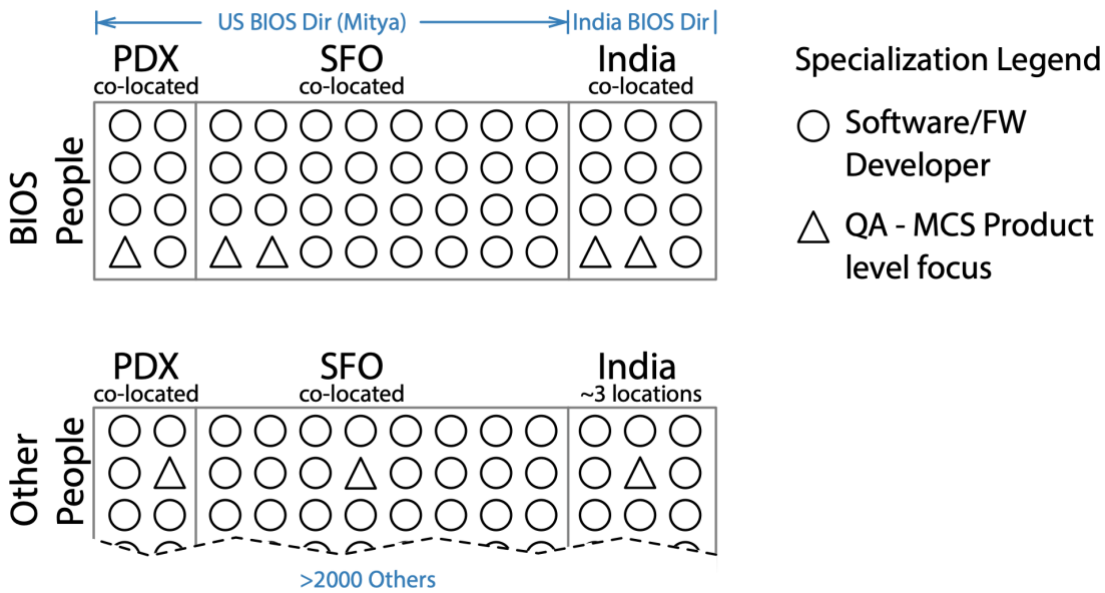 US BIOS Dir (Mitya) India BIOS Dir
PDX SFO India
co-located co-located co-located
BIOS
People
Specialization Legend
Software/FW
Developer
QA - MCS Product
level focus
PDX SFO India
co-located co-located ~3 locations
Other
People
>2000 Others